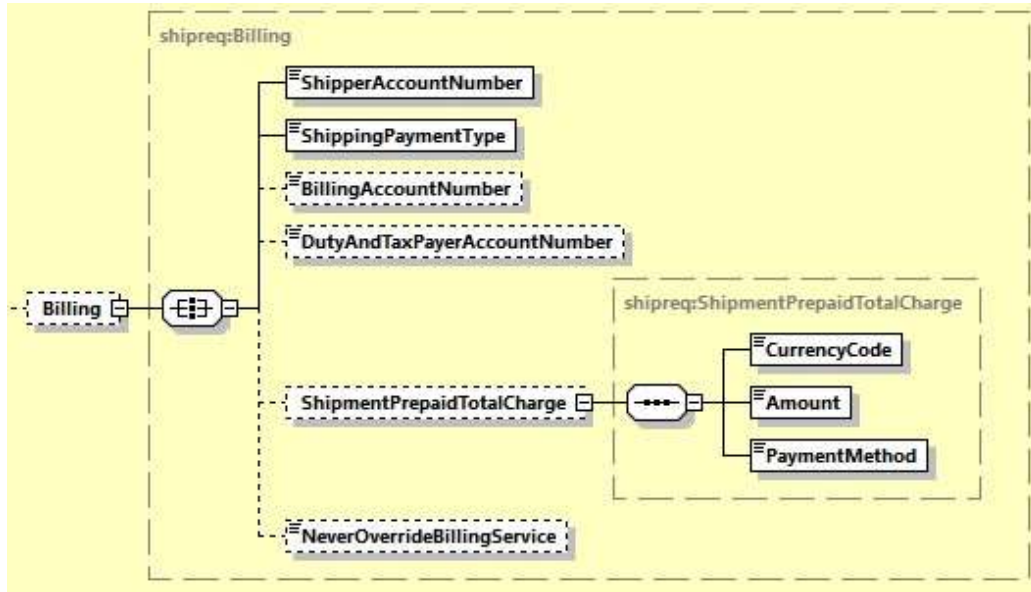 shipreq:Billing
ShipperAccountNumber
ShippingPaymentType
BillingAccountNumber
DutyAndTaxPayerAccountNumber
Billing
shipreq:ShipmentPrepaidTotalCharge
CurrencyCode
ShipmentPrepaidTotalCharge
Amount
PaymentMethod
NeverOverrideBillingService